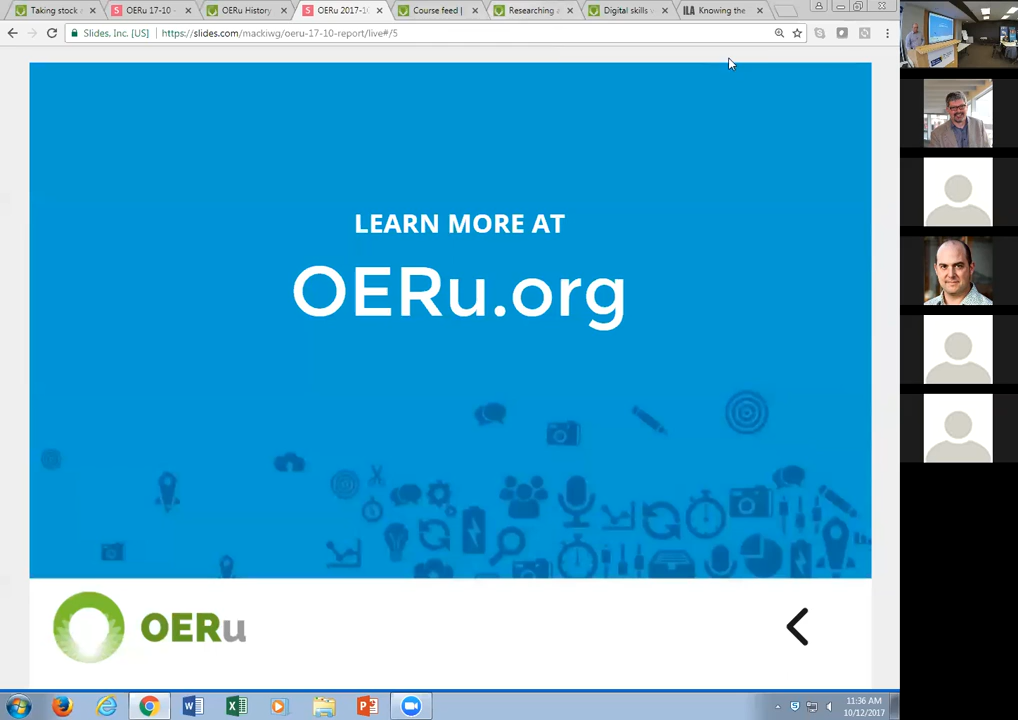 Taking stock
OERu 17-10 -
OERu History
OERu 2017-10
Course feed |
Researching a
Digital skills
Knowing the
Slides, Inc. [US]
https://slides.com/mackiwg/oeru-17-10-report/live#/5
LEARN MORE AT
OERu.org
OERu
11:36 AM
10/12/2017